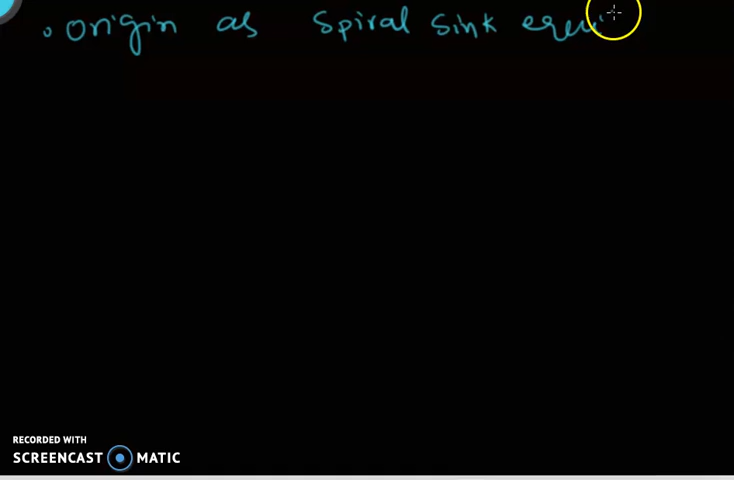 . origin as Spiral Sink
RECORDED WITH
SCREENCAST MATIC